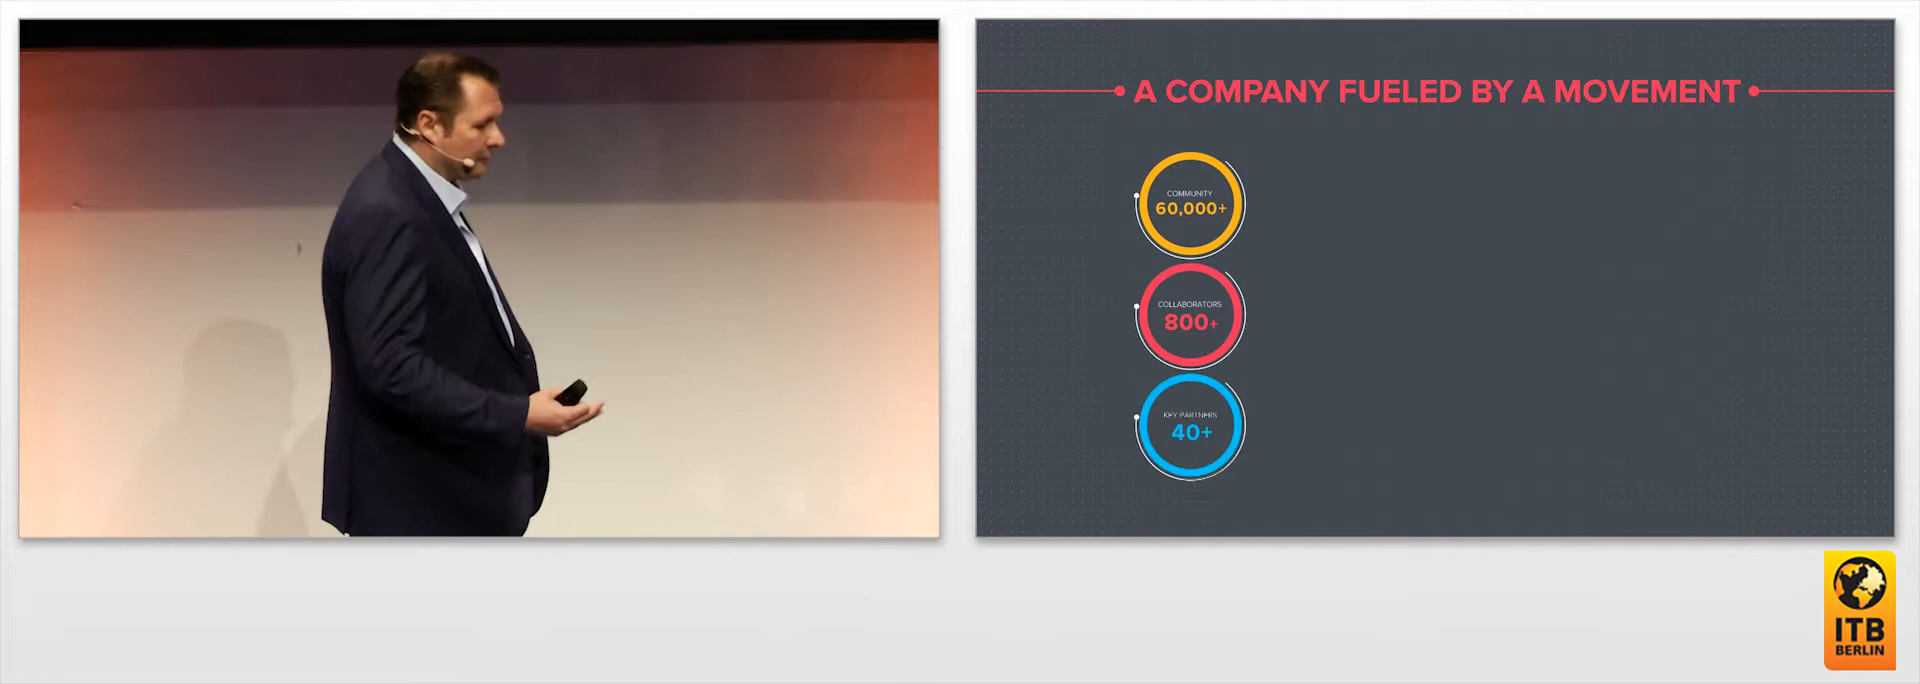 A COMPANY FUELED BY A MOVEMENT
COMMUNITY
60,000+
COLLABORATORS
800+
KEY PARTNERS
40+
ITB
BERLIN